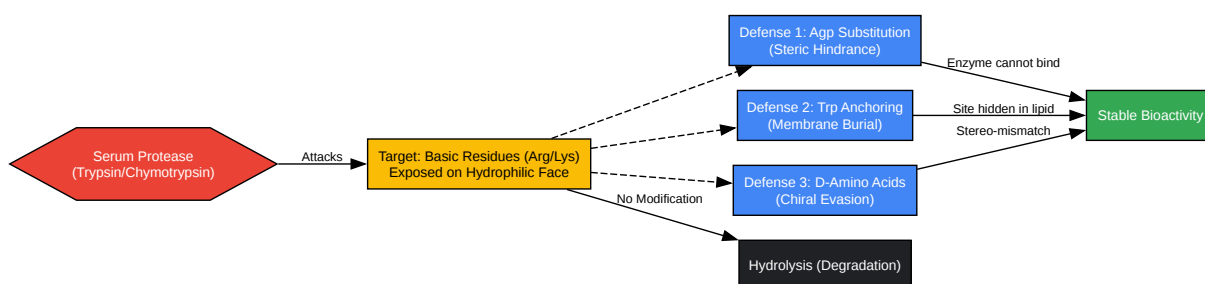 Serum Protease
(Trypsin/Chymotrypsin)
Attacks
Target: Basic Residues (Arg/Lys)
Exposed on Hydrophilic Face
No Modification
Defense 1: Agp Substitution
(Steric Hindrance)
Enzyme cannot bind
Defense 2: Trp Anchoring
(Membrane Burial)
Site hidden in lipid
Defense 3: D-Amino Acids
(Chiral Evasion)
Stereo-mismatch
Hydrolysis (Degradation)
Stable Bioactivity